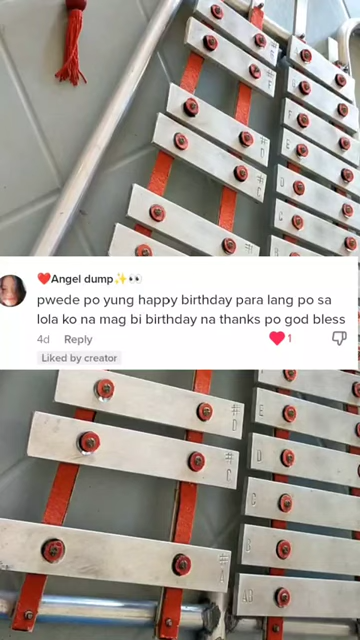 #F
#D
#C
F
E
D
C
❤️Angel dump✨👀
pwede po yung happy birthday para lang po sa
lola ko na mag bi birthday na thanks po god bless
4d Reply
1
Liked by creator
#D
#C
E
D
C